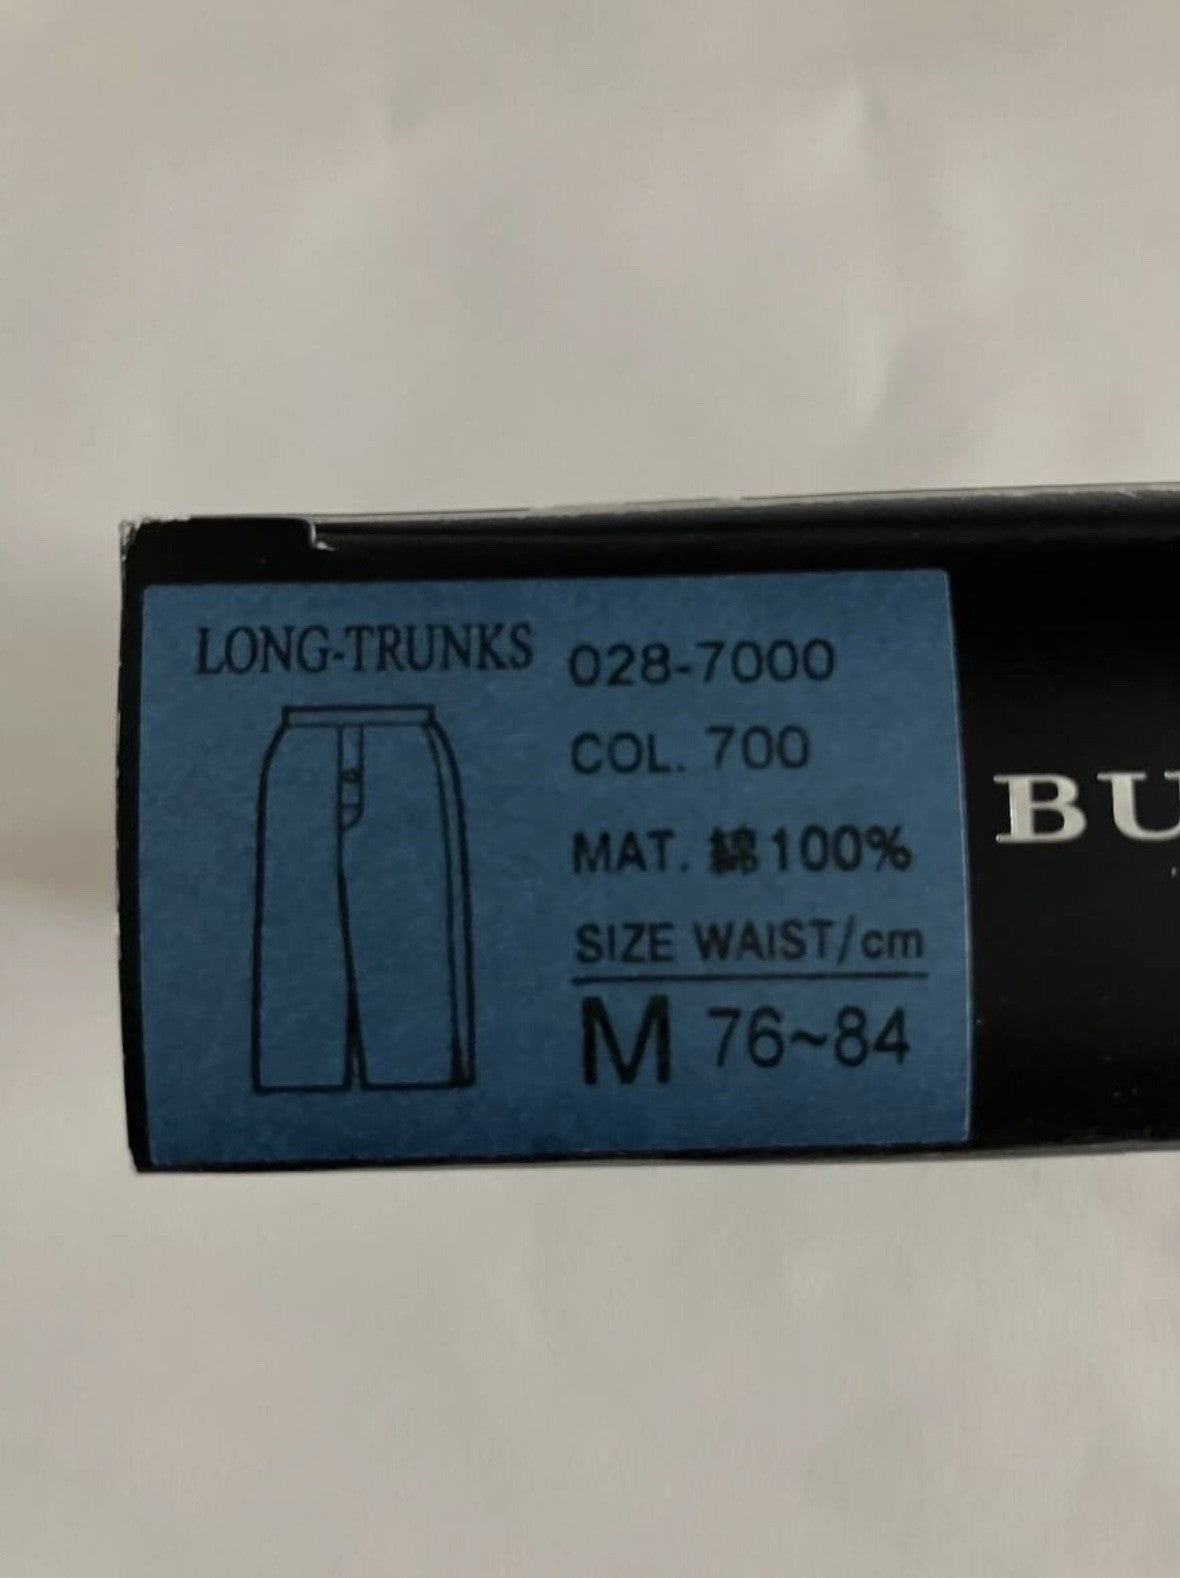 LONG-TRUNKS
028-7000
COL. 700
MAT. 綿100%
SIZE WAIST/cm
M 76~84
BU